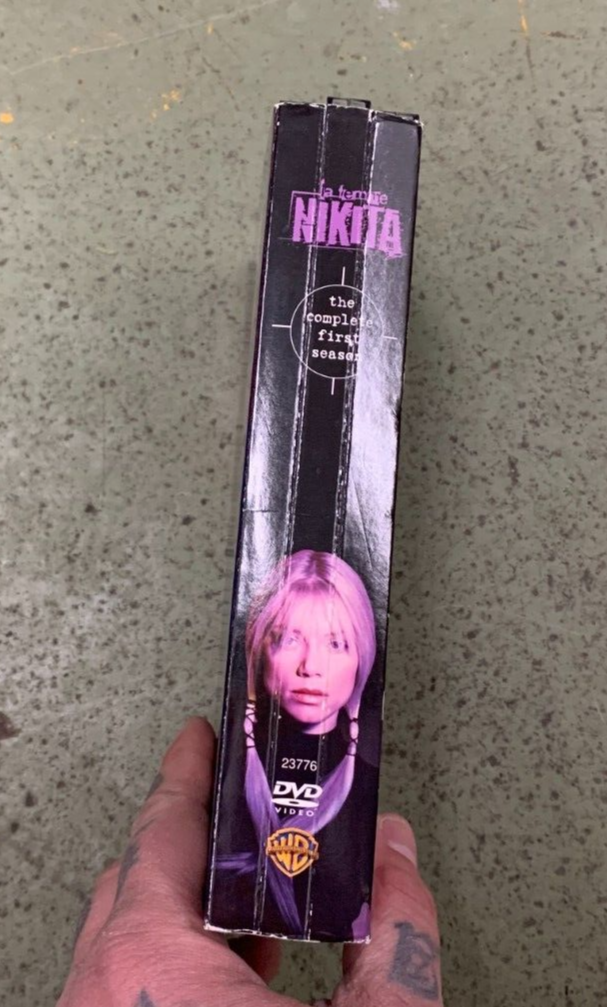 la femme
NIKITA
the
complete
first
season
23776
DVD
VIDEO
WB